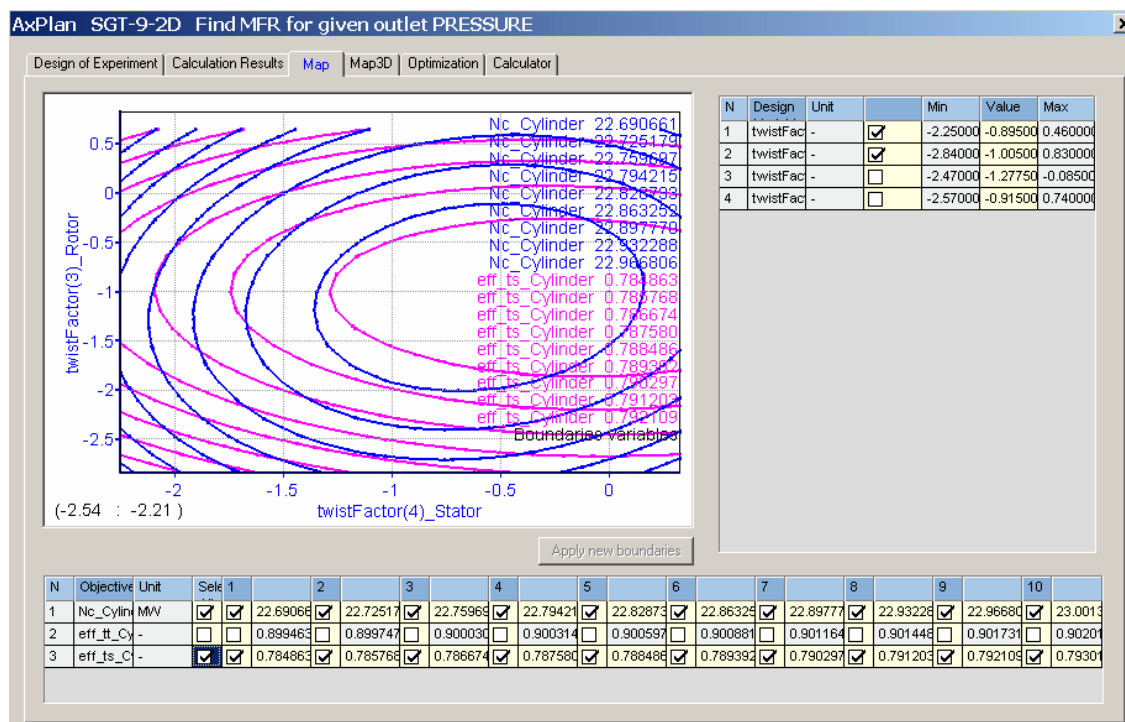 AxPlan SGT-9-2D Find MFR for given outlet PRESSURE
Design of Experiment Calculation Results Map Map3D Optimization Calculator
Nc_Cylinder 22.690661
Nc_Cylinder 22.725179
Nc_Cylinder 22.759697
Nc_Cylinder 22.794215
Nc_Cylinder 22.828733
Nc_Cylinder 22.863252
Nc_Cylinder 22.897770
Nc_Cylinder 22.932288
Nc_Cylinder 22.966806
eff_ts_Cylinder 0.784863
eff_ts_Cylinder 0.785768
eff_ts_Cylinder 0.786674
eff_ts_Cylinder 0.787580
eff_ts_Cylinder 0.788486
eff_ts_Cylinder 0.789392
eff_ts_Cylinder 0.790297
eff_ts_Cylinder 0.791203
eff_ts_Cylinder 0.792109
Boundaries variables
0.5
0
-0.5
-1
-1.5
-2
-2.5
twistFactor(3)_Rotor
-2 -1.5 -1 -0.5 0
(-2.54 : -2.21 ) twistFactor(4)_Stator
N Design Unit Min Value Max
1 twistFac - -2.25000 -0.89500 0.460000
2 twistFac - -2.84000 -1.00500 0.830000
3 twistFac - -2.47000 -1.27750 -0.08500
4 twistFac - -2.57000 -0.91500 0.740000
Apply new boundaries
N Objective Unit Sele 1 2 3 4 5 6 7 8 9 10
1 Nc_Cylin MW 22.69066 22.72517 22.75969 22.79421 22.82873 22.86325 22.89777 22.93228 22.96680 23.0013
2 eff_tt_Cy - 0.899463 0.899747 0.900030 0.900314 0.900597 0.900881 0.901164 0.901448 0.901731 0.90201
3 eff_ts_C - 0.784863 0.785768 0.786674 0.787580 0.788486 0.789392 0.790297 0.791203 0.792109 0.79301